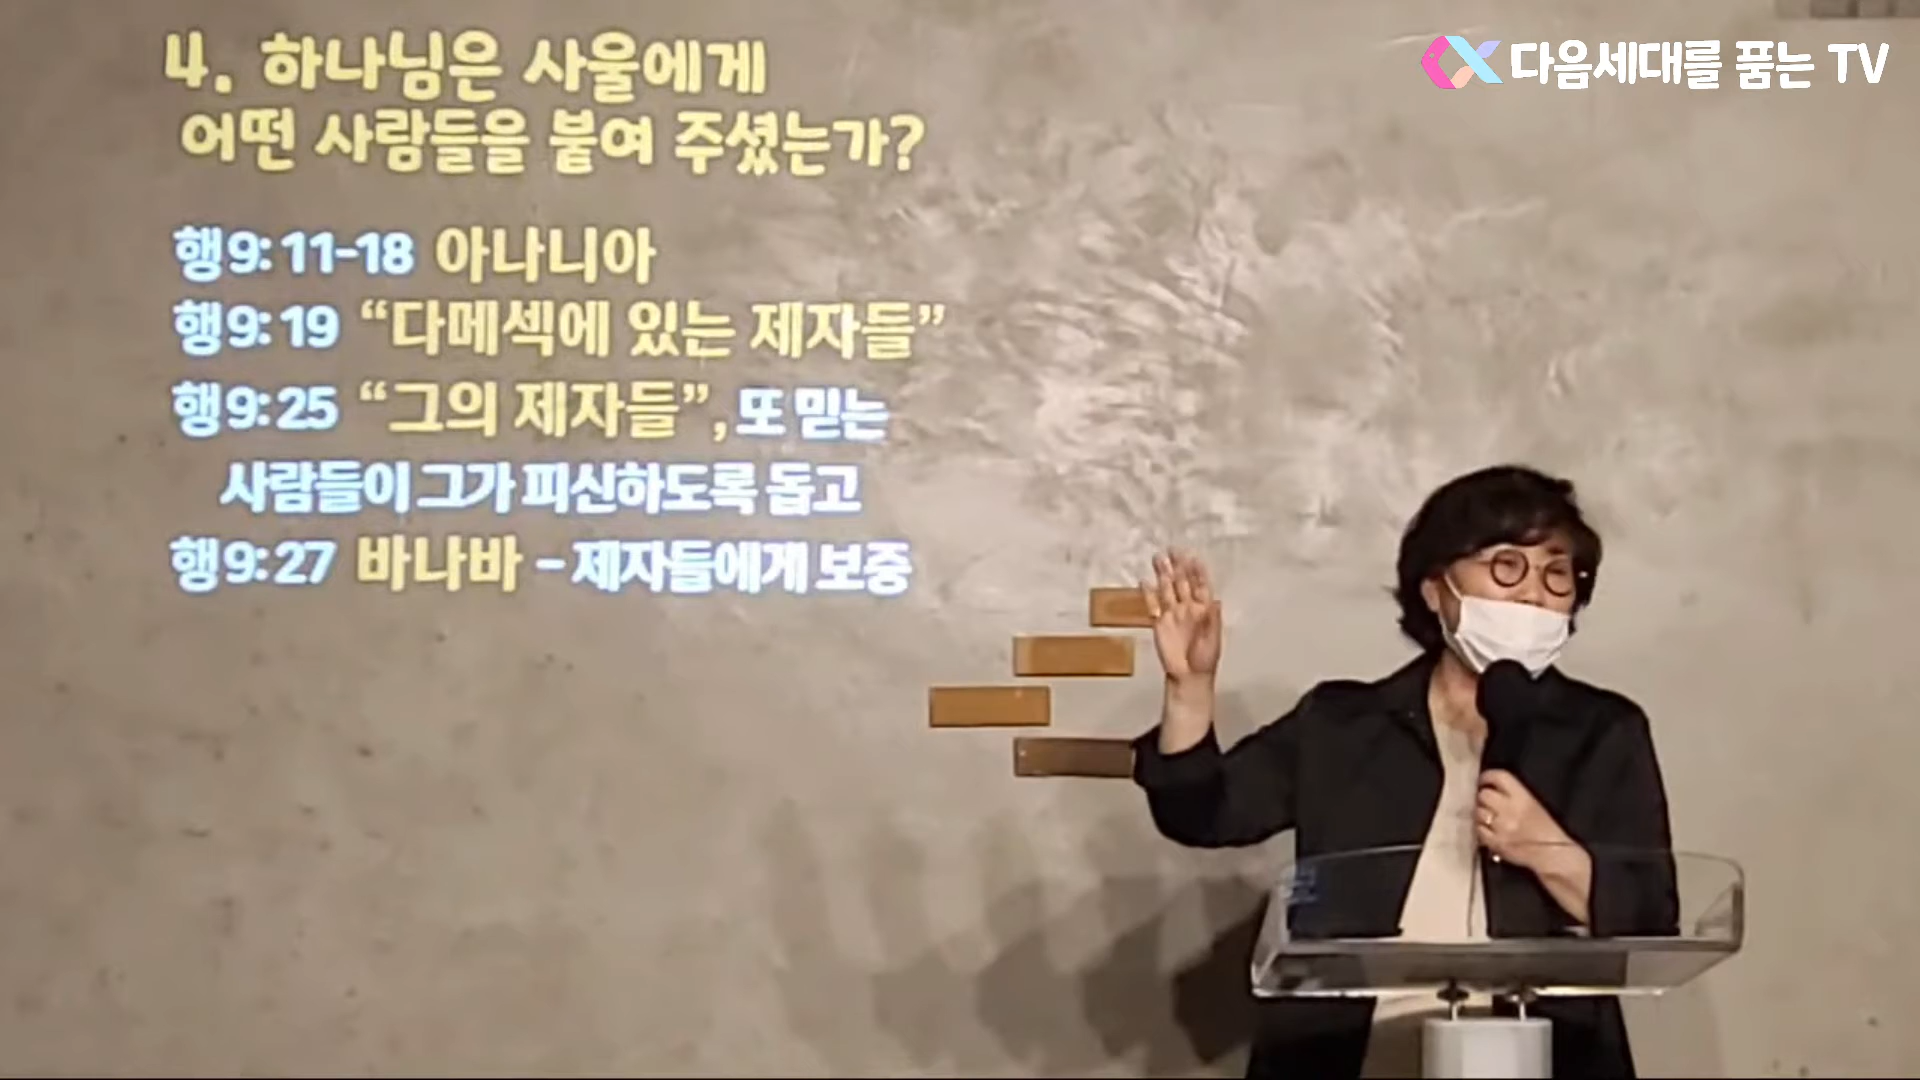 4. 하나님은 사울에게
어떤 사람들을 붙여 주셨는가?
행9: 11-18 아나니아
행9: 19 “다메섹에 있는 제자들”
행9: 25 “그의 제자들”, 또 믿는
사람들이 그가 피신하도록 돕고
행9: 27 바나바 - 제자들에게 보증
다음세대를 품는 TV